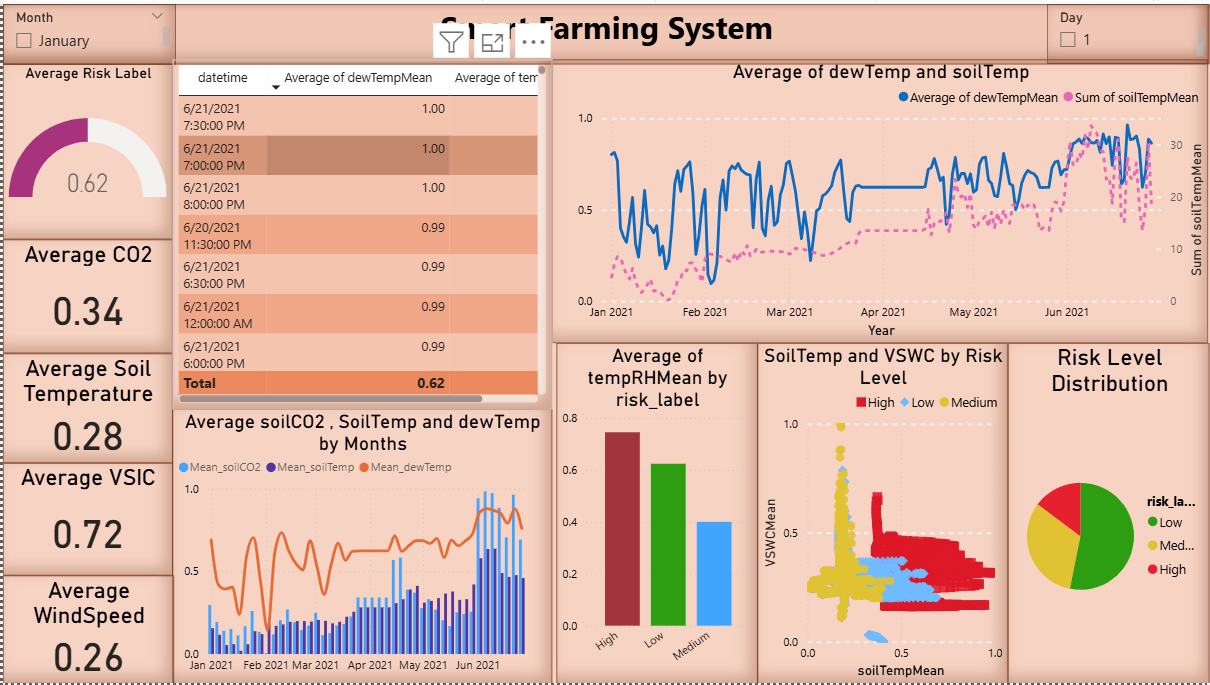 Month
January
Smart Farming System
Day
1
Average Risk Label
0.62
Average CO2
0.34
Average Soil
Temperature
0.28
Average VSIC
0.72
Average
WindSpeed
0.26
datetime Average of dewTempMean Average of tem
6/21/2021
7:30:00 PM
1.00
6/21/2021
7:00:00 PM
1.00
6/21/2021
8:00:00 PM
1.00
6/20/2021
11:30:00 PM
0.99
6/21/2021
6:30:00 PM
0.99
6/21/2021
12:00:00 AM
0.99
6/21/2021
6:00:00 PM
0.99
Total 0.62
Average of dewTemp and soilTemp
Average of dewTempMean Sum of soilTempMean
1.0
0.5
0.0
30
20
10
0
Sum of soilTempMean
Jan 2021 Feb 2021 Mar 2021 Apr 2021 May 2021 Jun 2021
Year
Average soilCO2 , SoilTemp and dewTemp
by Months
Mean_soilCO2 Mean_soilTemp Mean_dewTemp
1.0
0.5
0.0
Jan 2021 Feb 2021 Mar 2021 Apr 2021 May 2021 Jun 2021
Average of
tempRHMean by
risk_label
0.8
0.6
0.4
0.2
0.0
High Low Medium
SoilTemp and VSWC by Risk
Level
High Low Medium
VSWCMean
1.0
0.5
0.0
0.0 0.5 1.0
soilTempMean
Risk Level
Distribution
risk_la...
Low
Med...
High